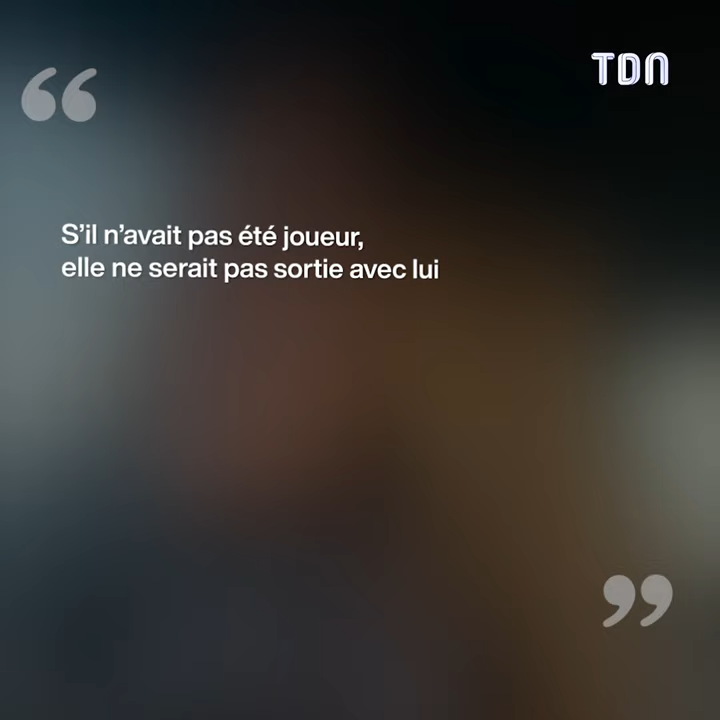 TDN
“
S’il n’avait pas été joueur,
elle ne serait pas sortie avec lui
”